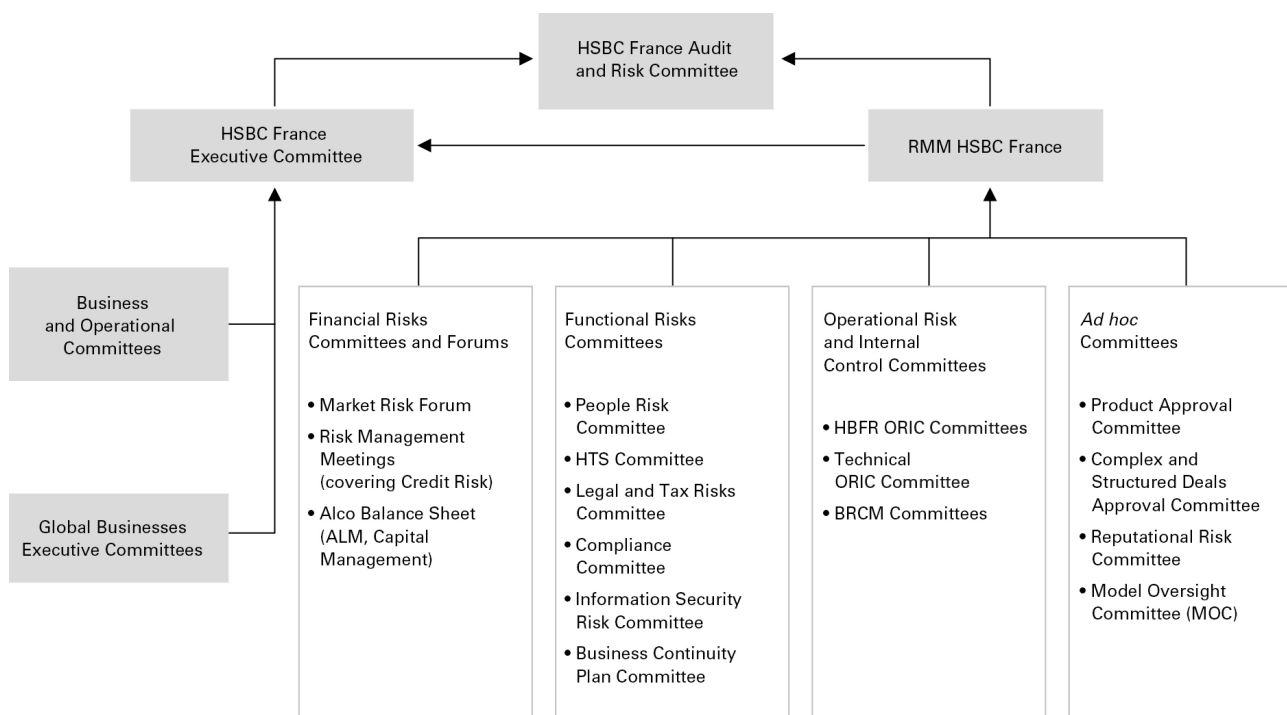 HSBC France Audit
and Risk Committee
HSBC France
Executive Committee
RMM HSBC France
Business
and Operational
Committees
Global Businesses
Executive Committees
Financial Risks
Committees and Forums
• Market Risk Forum
• Risk Management
Meetings
(covering Credit Risk)
• Alco Balance Sheet
(ALM, Capital
Management)
Functional Risks
Committees
• People Risk
Committee
• HTS Committee
• Legal and Tax Risks
Committee
• Compliance
Committee
• Information Security
Risk Committee
• Business Continuity
Plan Committee
Operational Risk
and Internal
Control Committees
• HBFR ORIC Committees
• Technical
ORIC Committee
• BRCM Committees
Ad hoc
Committees
• Product Approval
Committee
• Complex and
Structured Deals
Approval Committee
• Reputational Risk
Committee
• Model Oversight
Committee (MOC)